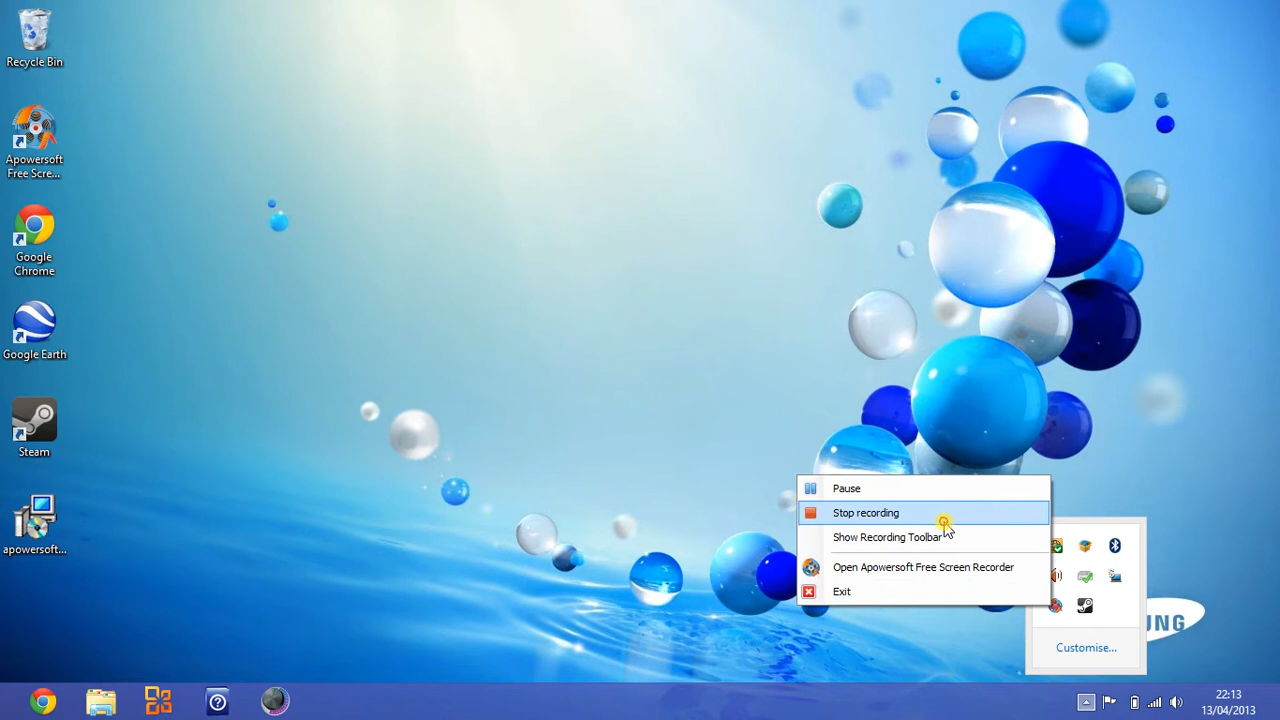 Recycle Bin
Apowersoft
Free Scre...
Google
Chrome
Google Earth
Steam
apowersoft...
Pause
Stop recording
Show Recording Toolbar
Open Apowersoft Free Screen Recorder
Exit
UNG
Customise...
22:13
13/04/2013